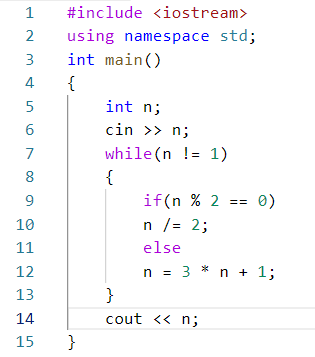 1 #include <iostream>
2 using namespace std;
3 int main()
4 {
5 int n;
6 cin >> n;
7 while(n != 1)
8 {
9 if(n % 2 == 0)
10 n /= 2;
11 else
12 n = 3 * n + 1;
13 }
14 cout << n;
15 }